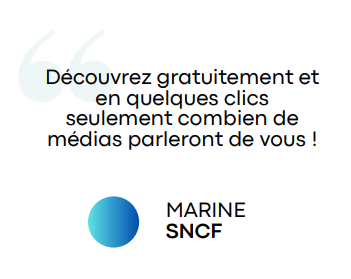 Découvrez gratuitement et
en quelques clics
seulement combien de
médias parleront de vous !
MARINE
SNCF